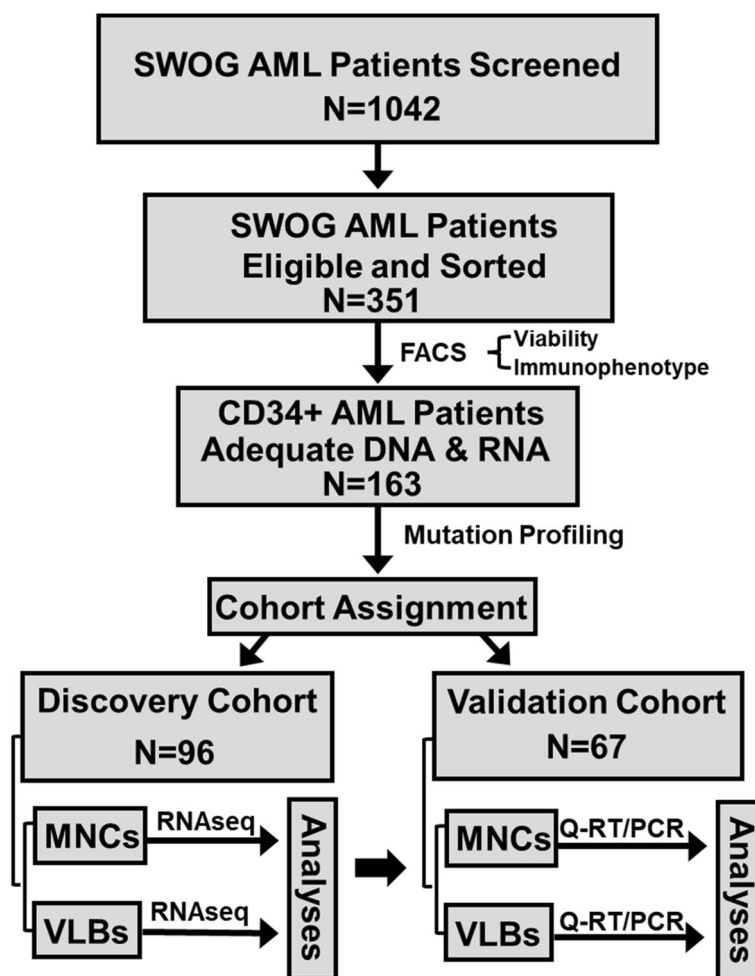 SWOG AML Patients Screened
N=1042
SWOG AML Patients
Eligible and Sorted
N=351
FACS
Viability
Immunophenotype
CD34+ AML Patients
Adequate DNA & RNA
N=163
Mutation Profiling
Cohort Assignment
Discovery Cohort
N=96
MNCs
RNAseq
VLBs
RNAseq
Analyses
Validation Cohort
N=67
MNCs
Q-RT/PCR
VLBs
Q-RT/PCR
Analyses